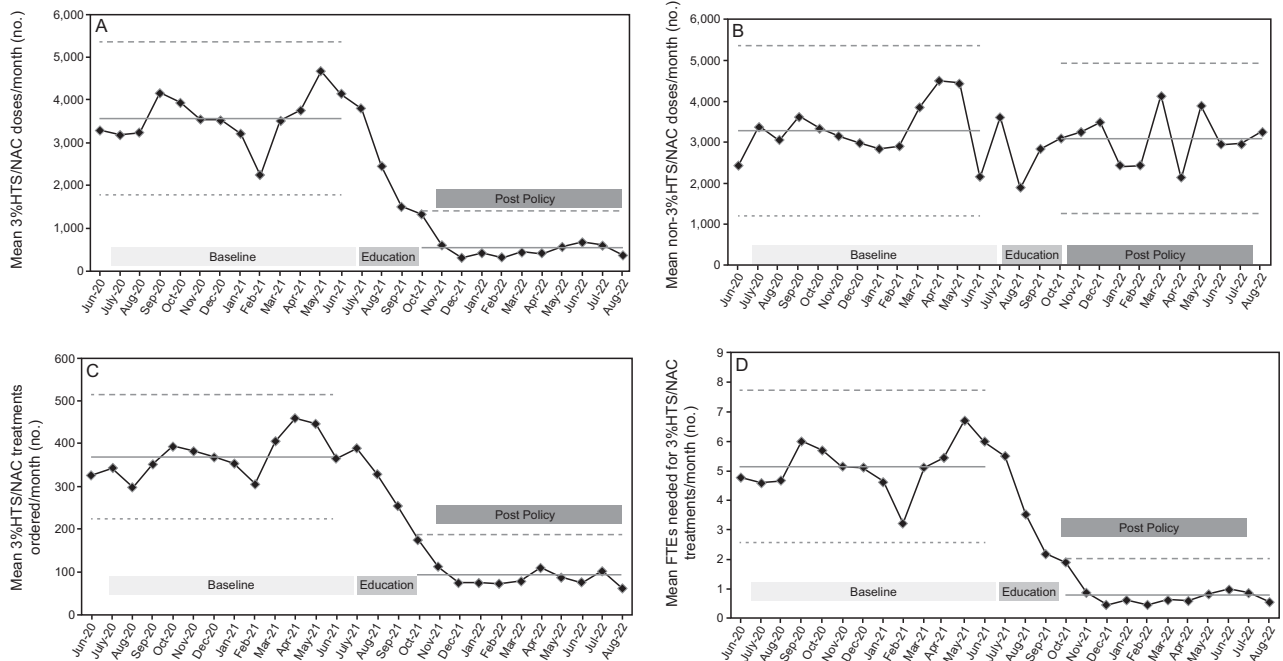 A
Mean 3%HTS/NAC doses/month (no.)
6,000
5,000
4,000
3,000
2,000
1,000
0
Baseline
Education
Post Policy
Jun-20
July-20
Aug-20
Sep-20
Oct-20
Nov-20
Dec-20
Jan-21
Feb-21
Mar-21
Apr-21
May-21
Jun-21
July-21
Aug-21
Sep-21
Oct-21
Nov-21
Dec-21
Jan-22
Feb-22
Mar-22
Apr-22
May-22
Jun-22
Jul-22
Aug-22
B
Mean non-3%HTS/NAC doses/month (no.)
6,000
5,000
4,000
3,000
2,000
1,000
0
Baseline
Education
Post Policy
Jun-20
July-20
Aug-20
Sep-20
Oct-20
Nov-20
Dec-20
Jan-21
Feb-21
Mar-21
Apr-21
May-21
Jun-21
July-21
Aug-21
Sep-21
Oct-21
Nov-21
Dec-21
Jan-22
Feb-22
Mar-22
Apr-22
May-22
Jun-22
Jul-22
Aug-22
C
Mean 3%HTS/NAC treatments
ordered/month (no.)
600
500
400
300
200
100
0
Baseline
Education
Post Policy
Jun-20
July-20
Aug-20
Sep-20
Oct-20
Nov-20
Dec-20
Jan-21
Feb-21
Mar-21
Apr-21
May-21
Jun-21
July-21
Aug-21
Sep-21
Oct-21
Nov-21
Dec-21
Jan-22
Feb-22
Mar-22
Apr-22
May-22
Jun-22
Jul-22
Aug-22
D
Mean FTEs needed for 3%HTS/NAC
treatments/month (no.)
9
8
7
6
5
4
3
2
1
0
Baseline
Education
Post Policy
Jun-20
July-20
Aug-20
Sep-20
Oct-20
Nov-20
Dec-20
Jan-21
Feb-21
Mar-21
Apr-21
May-21
Jun-21
July-21
Aug-21
Sep-21
Oct-21
Nov-21
Dec-21
Jan-22
Feb-22
Mar-22
Apr-22
May-22
Jun-22
Jul-22
Aug-22